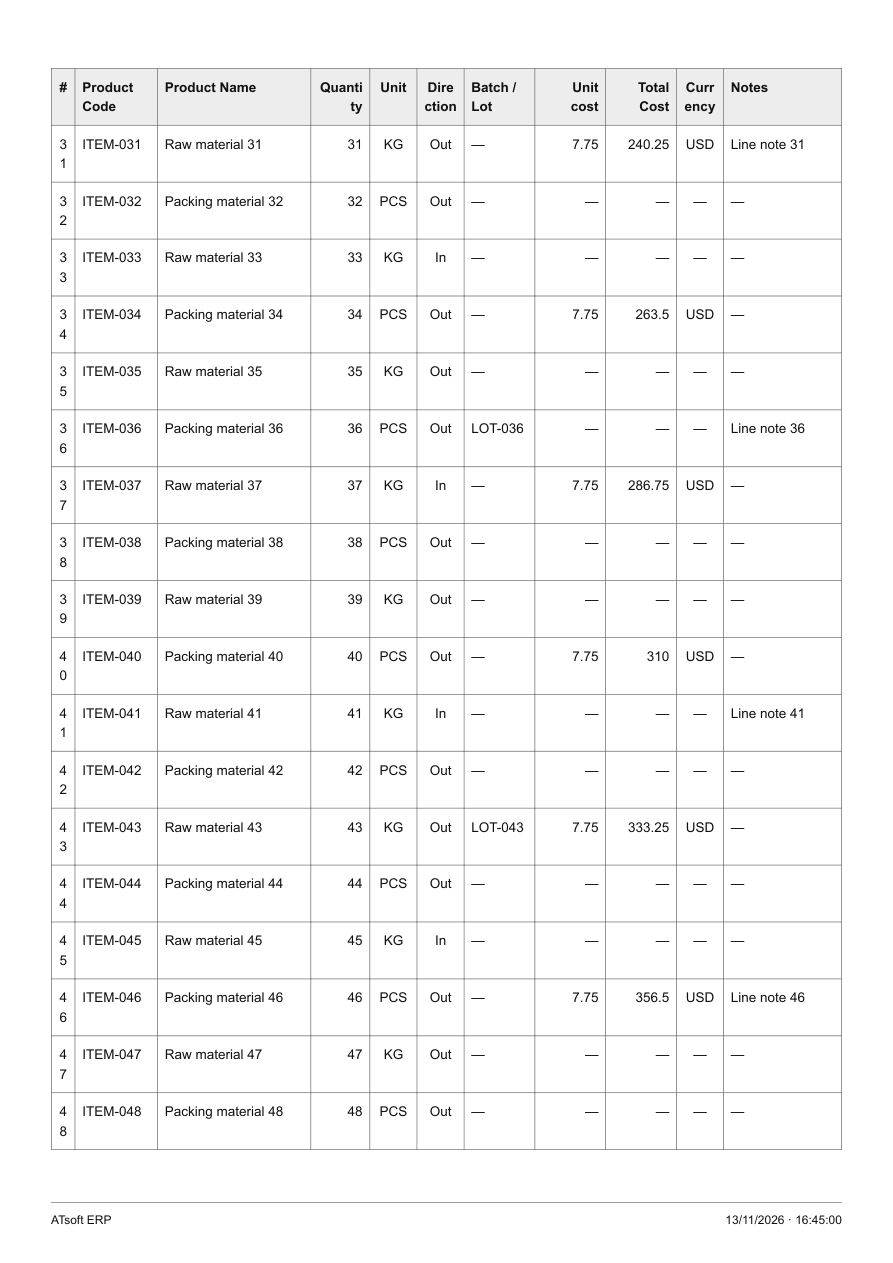 # Product Code Product Name Quantity Unit Direction Batch / Lot Unit cost Total Cost Currency Notes
31 ITEM-031 Raw material 31 31 KG Out — 7.75 240.25 USD Line note 31
32 ITEM-032 Packing material 32 32 PCS Out — — — — —
33 ITEM-033 Raw material 33 33 KG In — — — — —
34 ITEM-034 Packing material 34 34 PCS Out — 7.75 263.5 USD —
35 ITEM-035 Raw material 35 35 KG Out — — — — —
36 ITEM-036 Packing material 36 36 PCS Out LOT-036 — — — Line note 36
37 ITEM-037 Raw material 37 37 KG In — 7.75 286.75 USD —
38 ITEM-038 Packing material 38 38 PCS Out — — — — —
39 ITEM-039 Raw material 39 39 KG Out — — — — —
40 ITEM-040 Packing material 40 40 PCS Out — 7.75 310 USD —
41 ITEM-041 Raw material 41 41 KG In — — — — Line note 41
42 ITEM-042 Packing material 42 42 PCS Out — — — — —
43 ITEM-043 Raw material 43 43 KG Out LOT-043 7.75 333.25 USD —
44 ITEM-044 Packing material 44 44 PCS Out — — — — —
45 ITEM-045 Raw material 45 45 KG In — — — — —
46 ITEM-046 Packing material 46 46 PCS Out — 7.75 356.5 USD Line note 46
47 ITEM-047 Raw material 47 47 KG Out — — — — —
48 ITEM-048 Packing material 48 48 PCS Out — — — — —
ATsoft ERP 13/11/2026 · 16:45:00